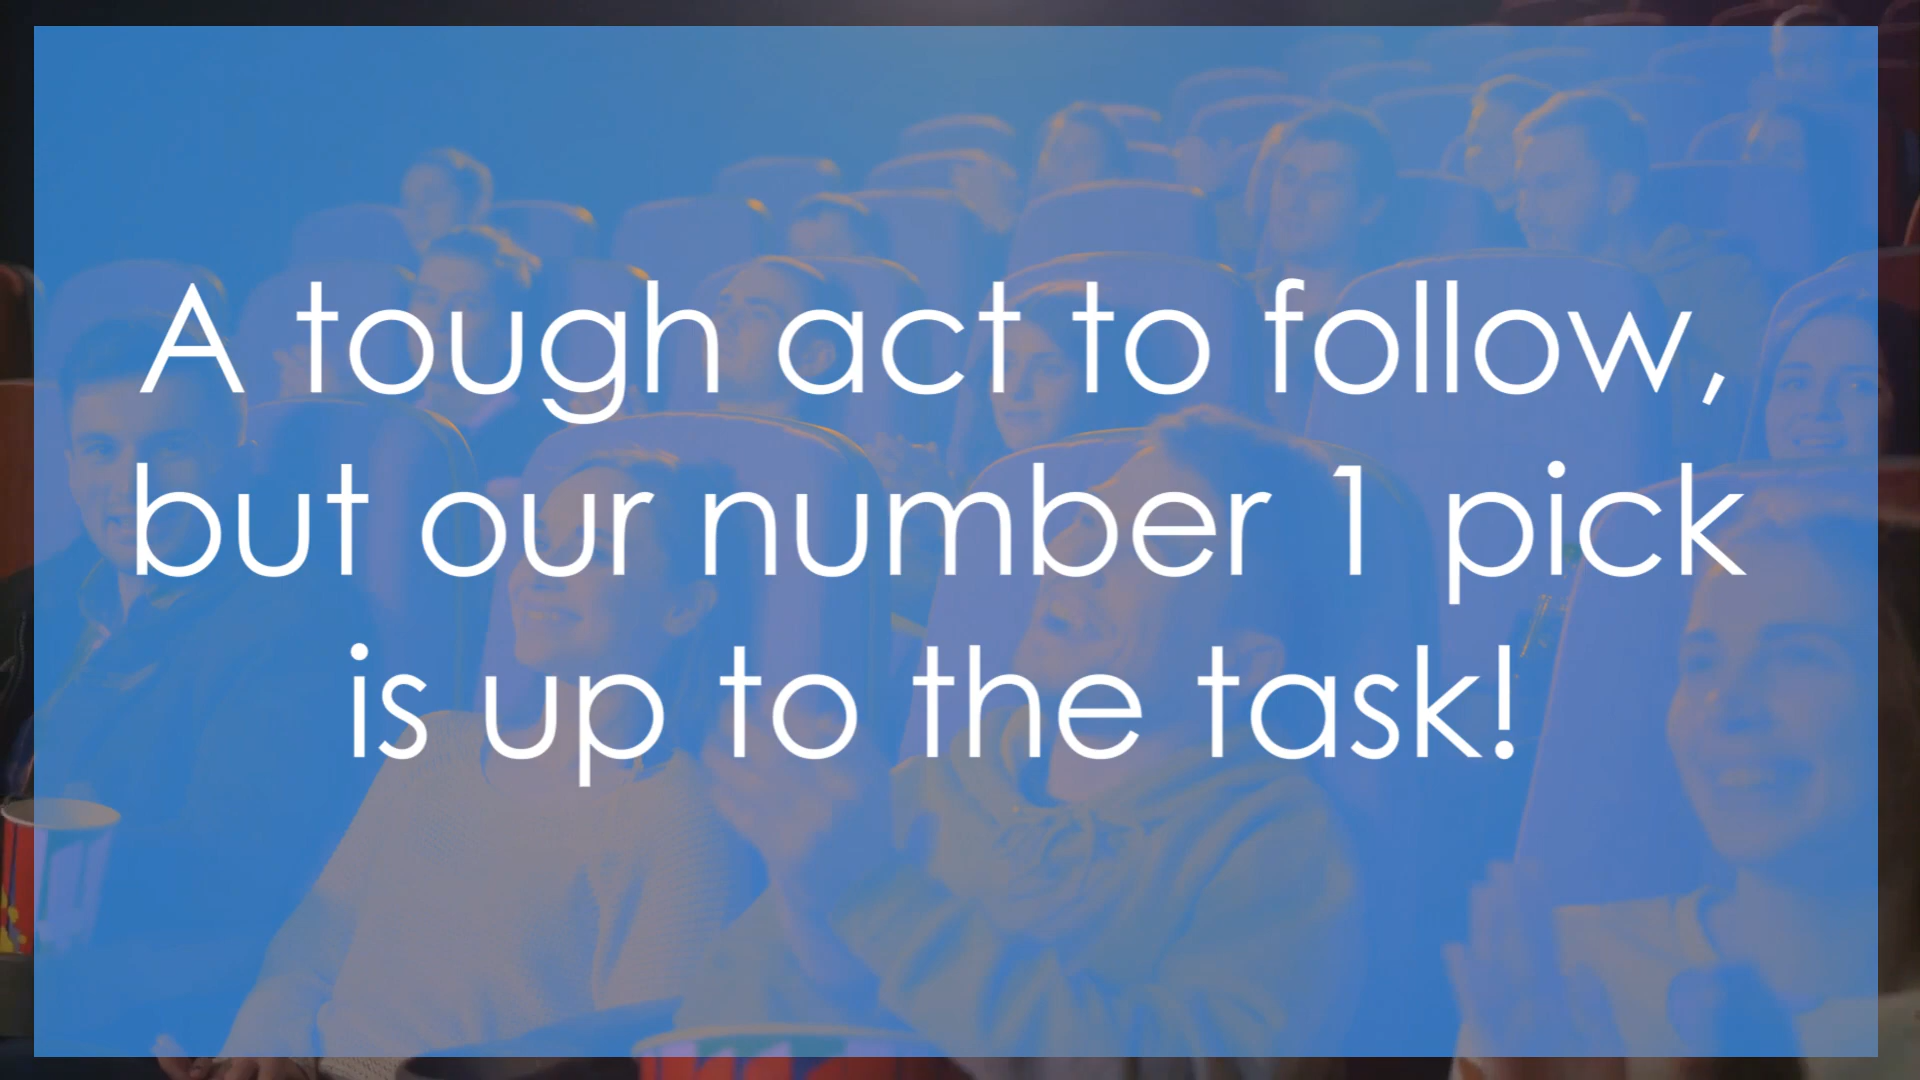 A tough act to follow,
but our number 1 pick
is up to the task!